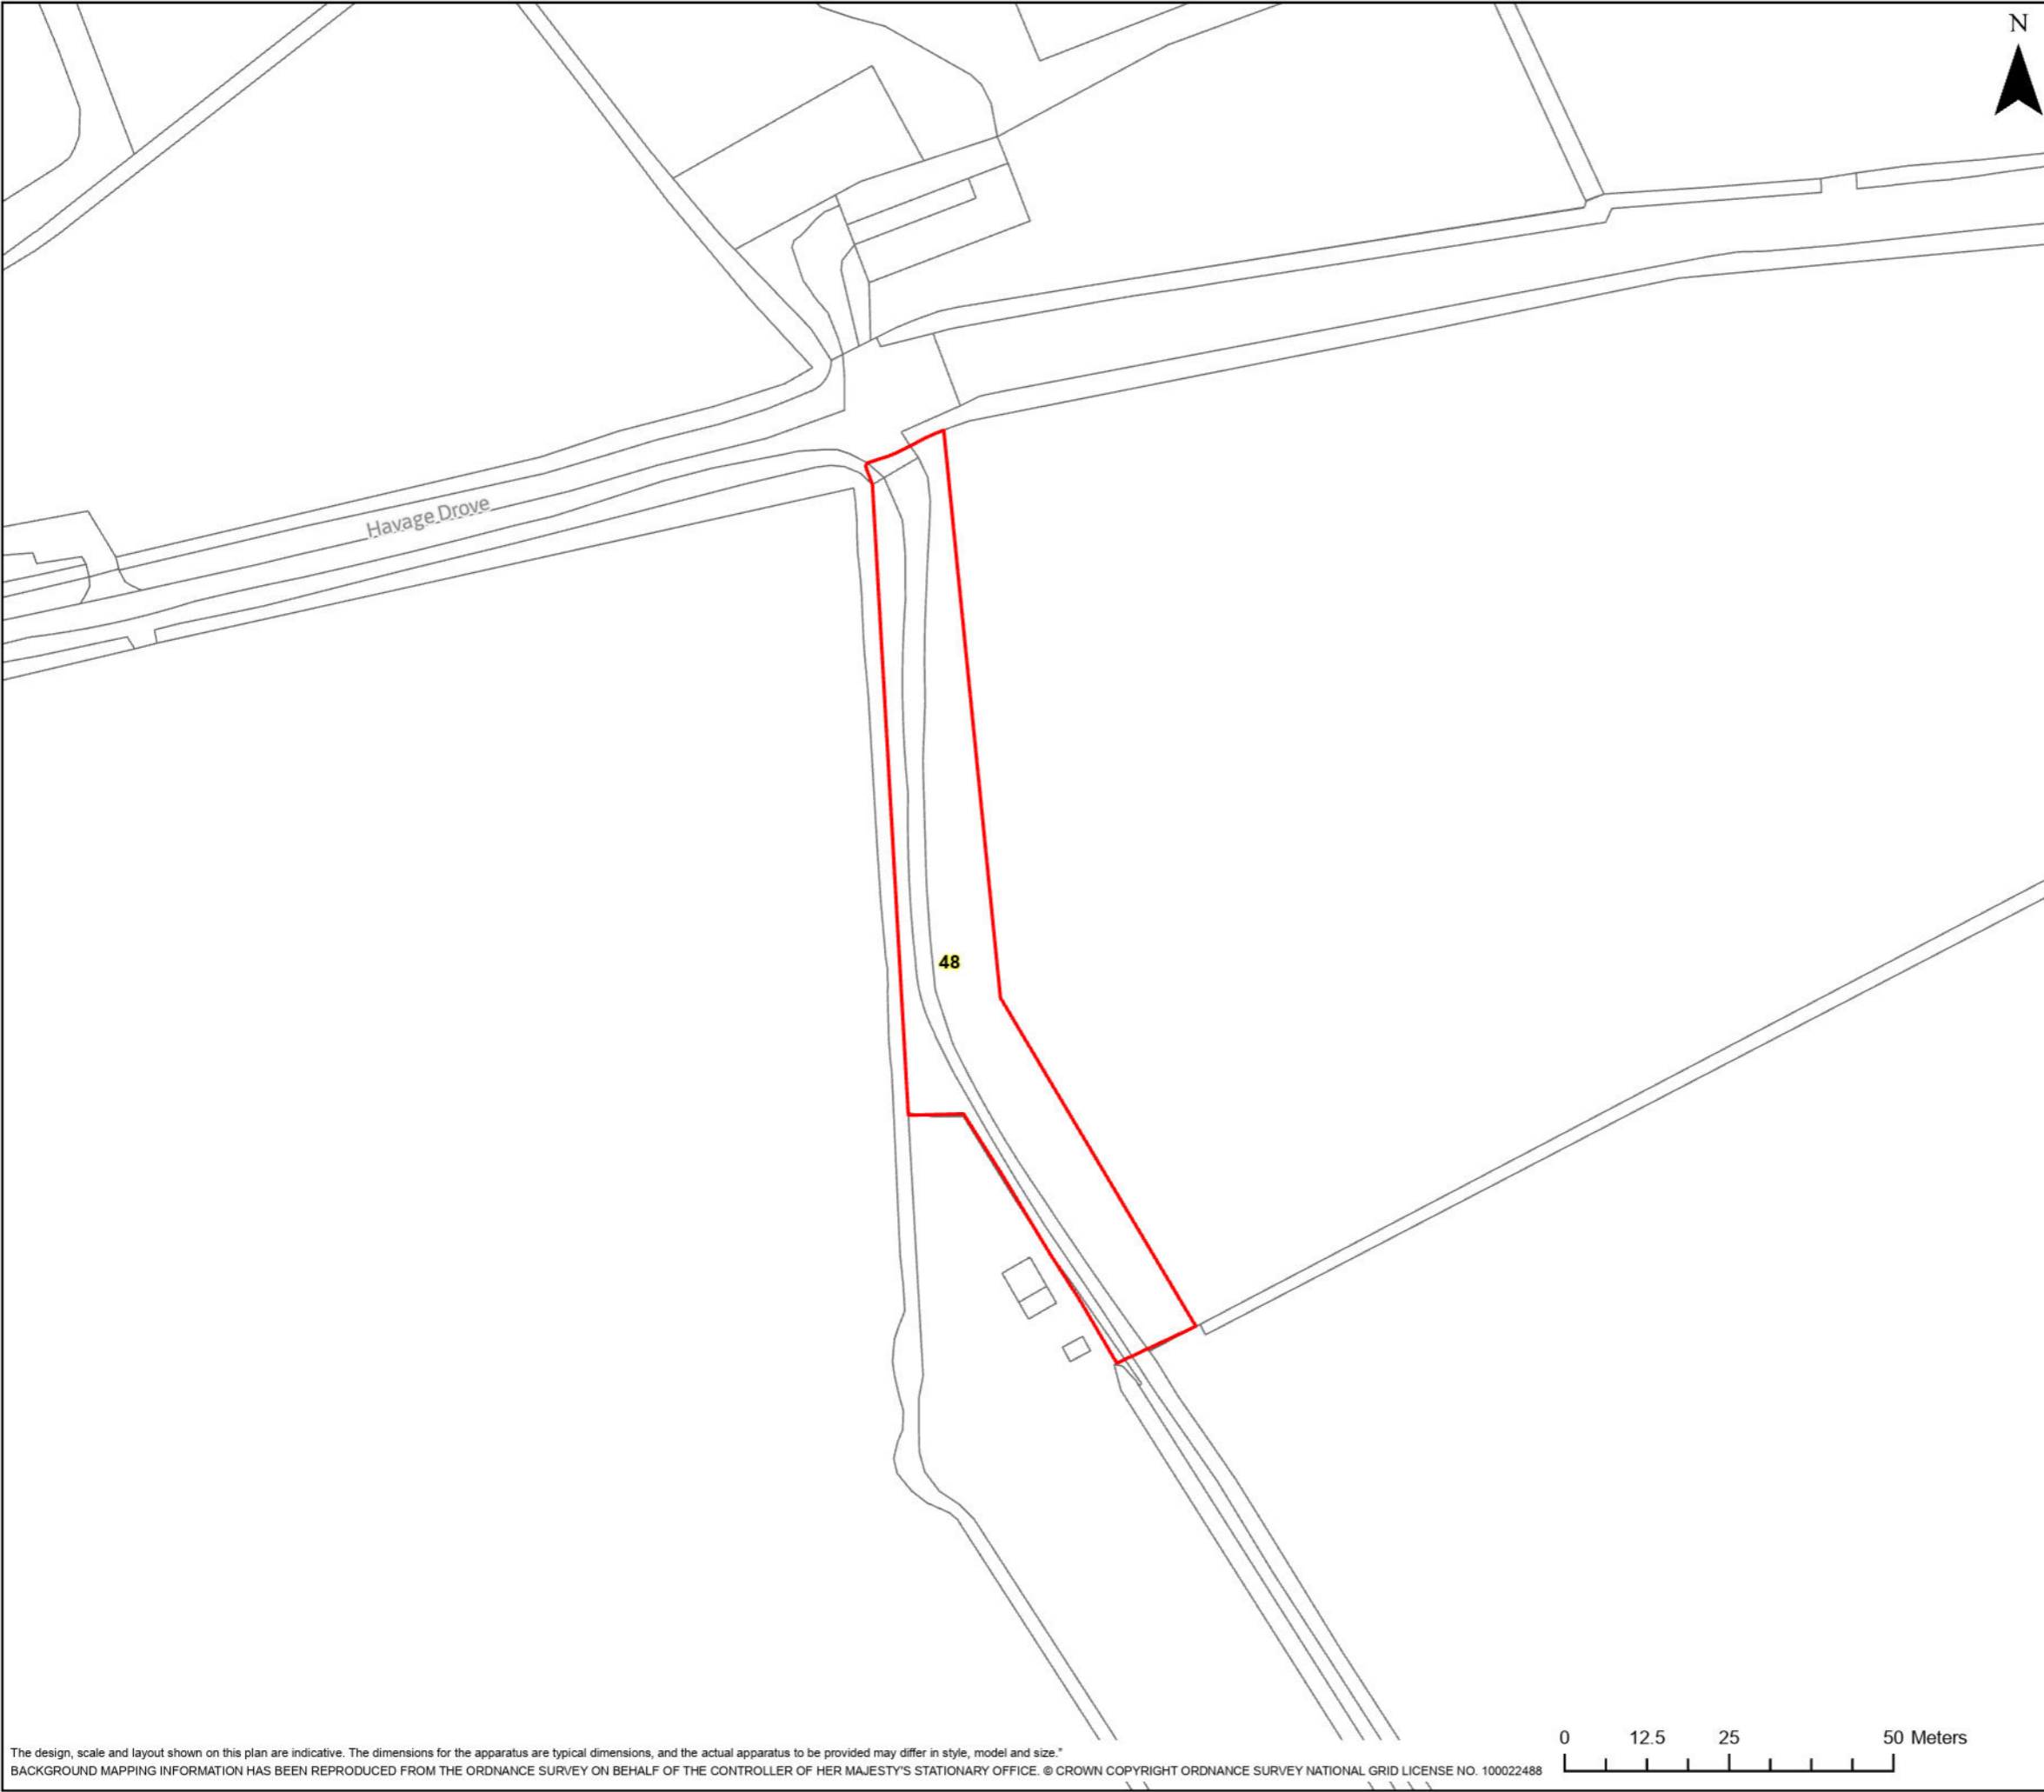 N
Havage Drove
48
0 12.5 25 50 Meters
The design, scale and layout shown on this plan are indicative. The dimensions for the apparatus are typical dimensions, and the actual apparatus to be provided may differ in style, model and size."
BACKGROUND MAPPING INFORMATION HAS BEEN REPRODUCED FROM THE ORDNANCE SURVEY ON BEHALF OF THE CONTROLLER OF HER MAJESTY'S STATIONARY OFFICE. © CROWN COPYRIGHT ORDNANCE SURVEY NATIONAL GRID LICENSE NO. 100022488